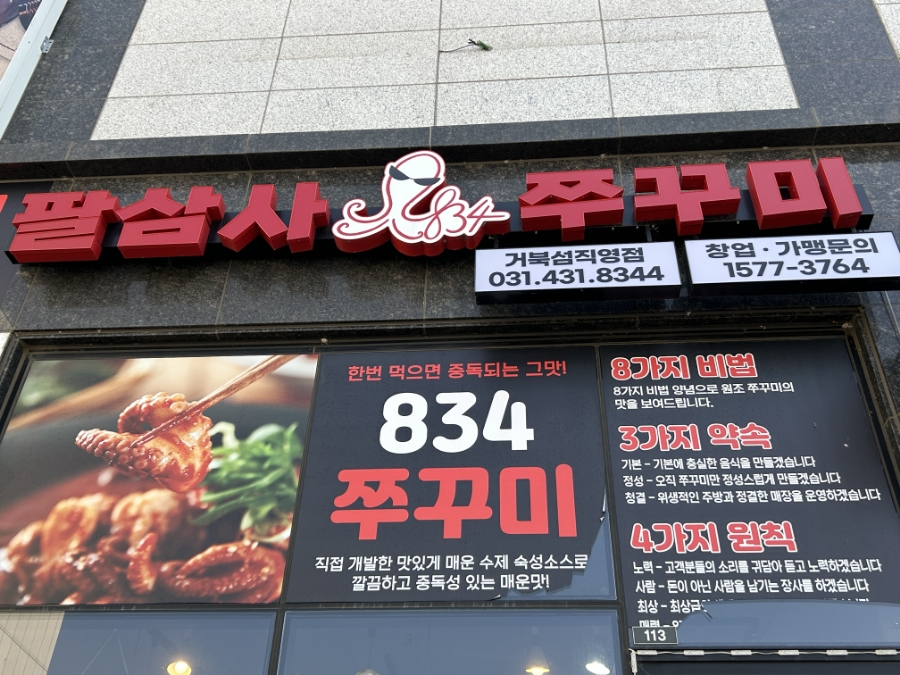 팔삼사 834 쭈꾸미
거북섬직영점
031.431.8344
창업 · 가맹문의
1577-3764
한번 먹으면 중독되는 그맛!
834
쭈꾸미
직접 개발한 맛있게 매운 수제 숙성소스로
깔끔하고 중독성 있는 매운맛!
8가지 비법
8가지 비법 양념으로 원조 쭈꾸미의
맛을 보여드립니다.
3가지 약속
기본 - 기본에 충실한 음식을 만들겠습니다
정성 - 오직 쭈꾸미만 정성스럽게 만들겠습니다
청결 - 위생적인 주방과 정결한 매장을 운영하겠습니다
4가지 원칙
노력 - 고객분들의 소리를 귀담아 듣고 노력하겠습니다
사람 - 돈이 아닌 사람을 남기는 장사를 하겠습니다
최상 - 최상급
113